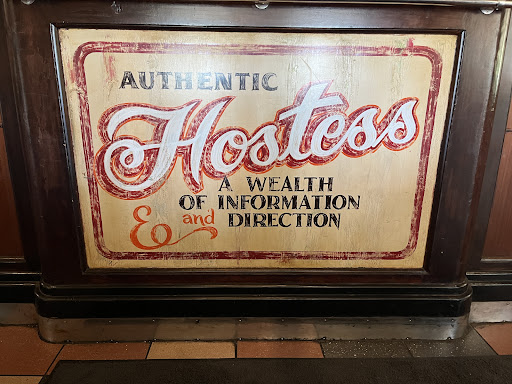 AUTHENTIC
Hostess
A WEALTH
OF INFORMATION
& and DIRECTION